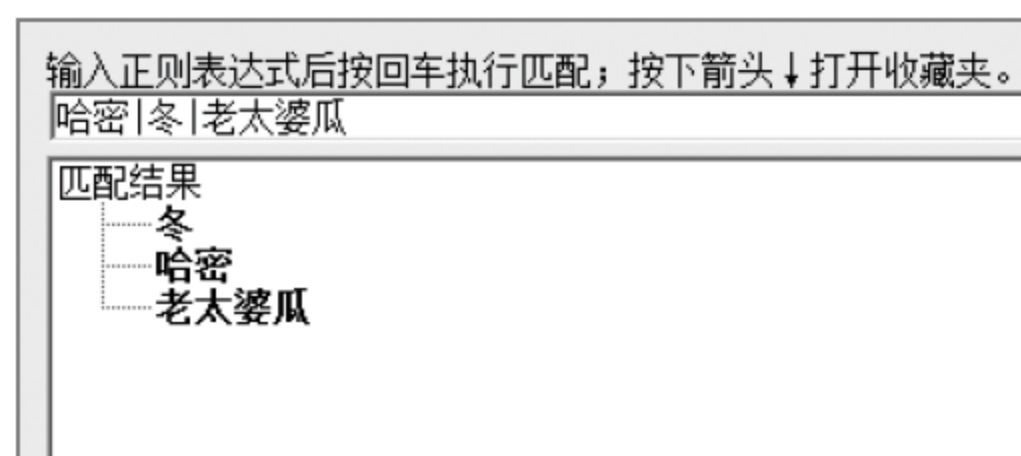 输入正则表达式后按回车执行匹配；按下箭头↓打开收藏夹。
哈密|冬|老太婆瓜
匹配结果
冬
哈密
老太婆瓜